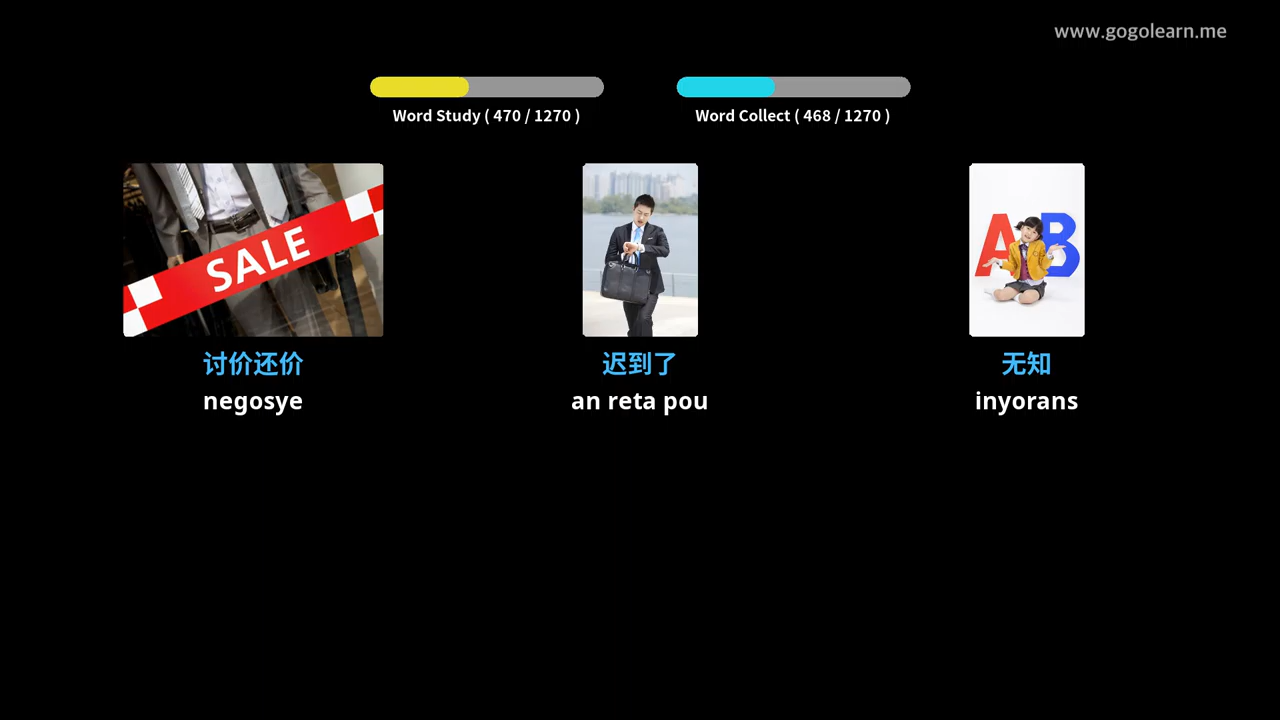 www.gogolearn.me
Word Study ( 470 / 1270 )
Word Collect ( 468 / 1270 )
SALE
A B
讨价还价
迟到了
无知
negosye
an reta pou
inyorans